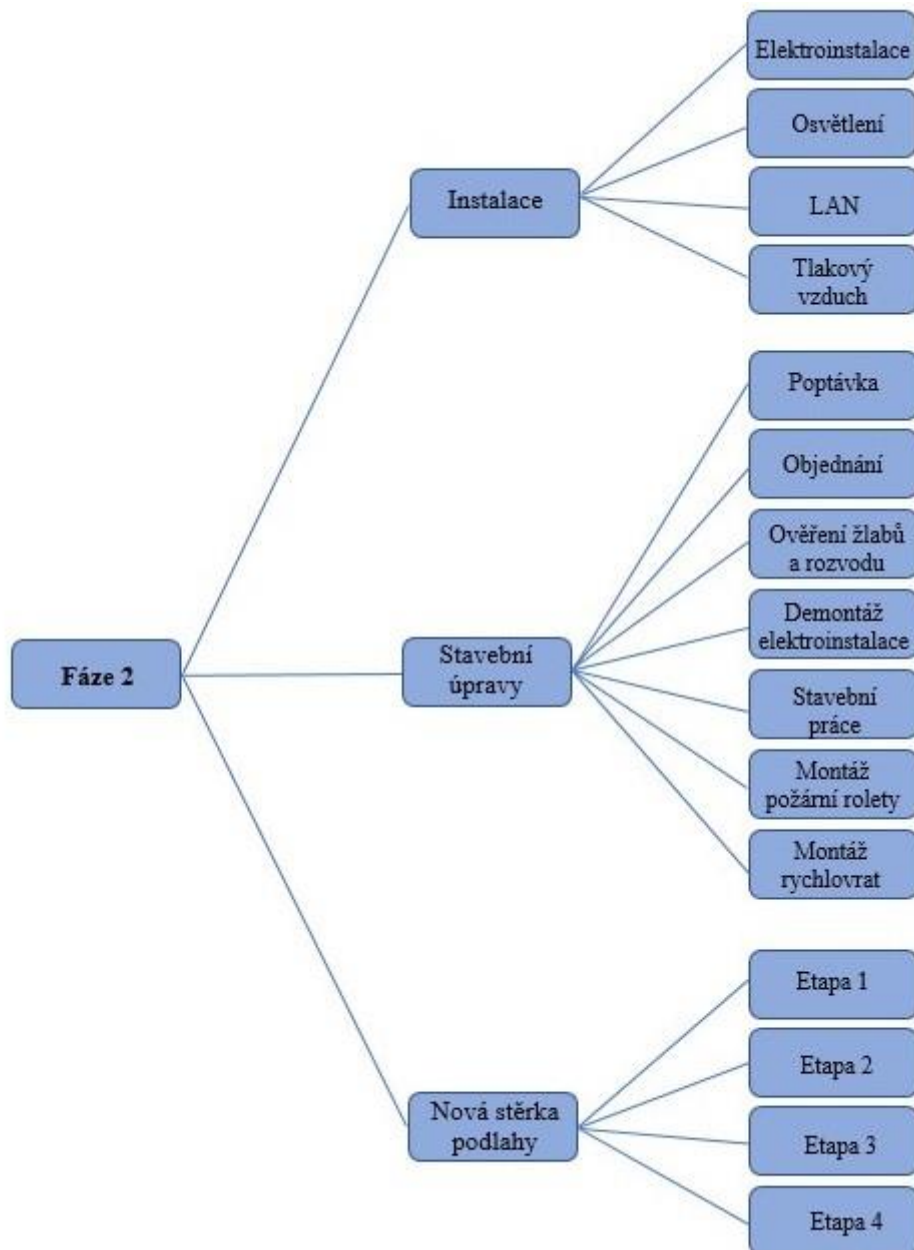 Elektroinstalace
Osvětlení
Instalace
LAN
Tlakový
vzduch
Poptávka
Objednání
Ověření žlabů
a rozvodu
Demontáž
elektroinstalace
Fáze 2
Stavební
úpravy
Stavební
práce
Montáž
požární rolety
Montáž
rychlovrat
Etapa 1
Etapa 2
Nová stěrka
podlahy
Etapa 3
Etapa 4